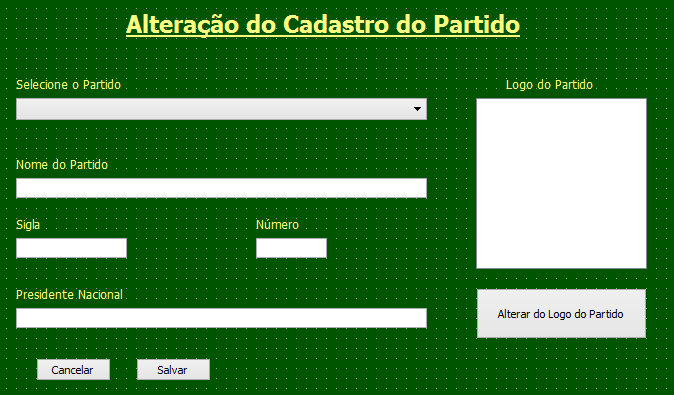 Alteração do Cadastro do Partido
Selecione o Partido
Logo do Partido
Nome do Partido
Sigla
Número
Presidente Nacional
Alterar do Logo do Partido
Cancelar
Salvar